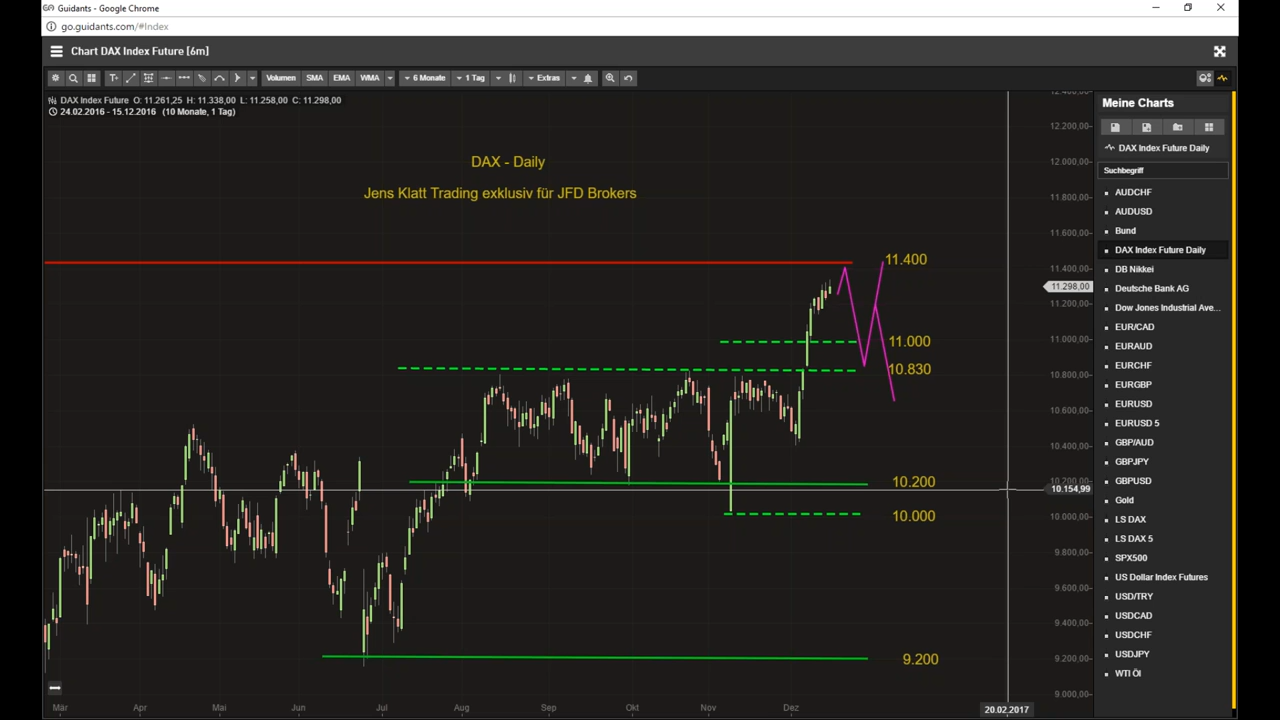 Guidants - Google Chrome
go.guidants.com/#Index
Chart DAX Index Future [6m]
T+ Volumen SMA EMA WMA 6 Monate 1 Tag Extras
DAX Index Future O: 11.261,25 H: 11.338,00 L: 11.258,00 C: 11.298,00
24.02.2016 - 15.12.2016 (10 Monate, 1 Tag)
DAX - Daily
Jens Klatt Trading exklusiv für JFD Brokers
11.400
11.000
10.830
10.200
10.000
9.200
12.400,00
12.200,00
12.000,00
11.800,00
11.600,00
11.400,00
11.298,00
11.200,00
11.000,00
10.800,00
10.600,00
10.400,00
10.154,99
10.000,00
9.800,00
9.600,00
9.400,00
9.200,00
9.000,00
Mär Apr Mai Jun Jul Aug Sep Okt Nov Dez 20.02.2017
Meine Charts
DAX Index Future Daily
Suchbegriff
AUDCHF
AUDUSD
Bund
DAX Index Future Daily
DB Nikkei
Deutsche Bank AG
Dow Jones Industrial Ave...
EUR/CAD
EURAUD
EURCHF
EURGBP
EURUSD
EURUSD 5
GBP/AUD
GBPJPY
GBPUSD
Gold
LS DAX
LS DAX 5
SPX500
US Dollar Index Futures
USD/TRY
USDCAD
USDCHF
USDJPY
WTI Öl